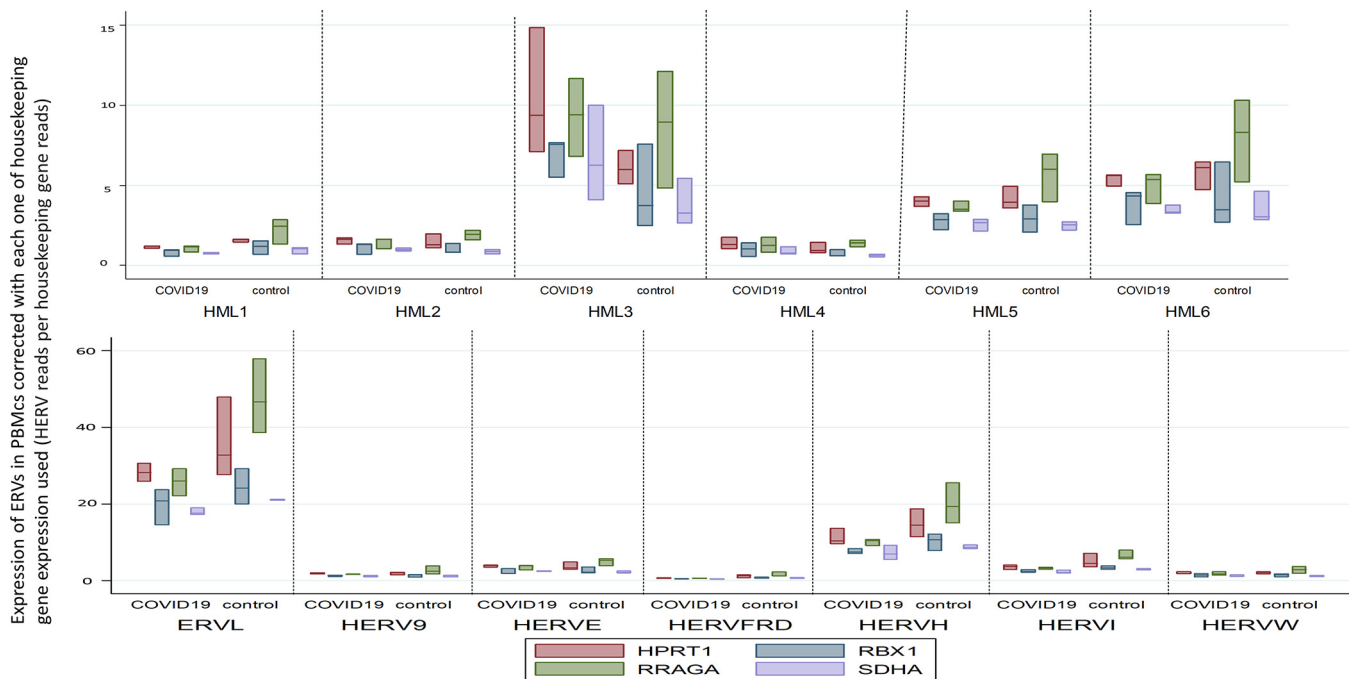 Expression of ERVs in PBMcs corrected with each one of housekeeping
gene expression used (HERV reads per housekeeping gene reads)
15
10
5
0
COVID19 control COVID19 control COVID19 control COVID19 control COVID19 control COVID19 control
HML1 HML2 HML3 HML4 HML5 HML6
60
40
20
0
COVID19 control COVID19 control COVID19 control COVID19 control COVID19 control COVID19 control COVID19 control
ERVL HERV9 HERVE HERVFRD HERVH HERVI HERVW
HPRT1 RBX1
RRAGA SDHA